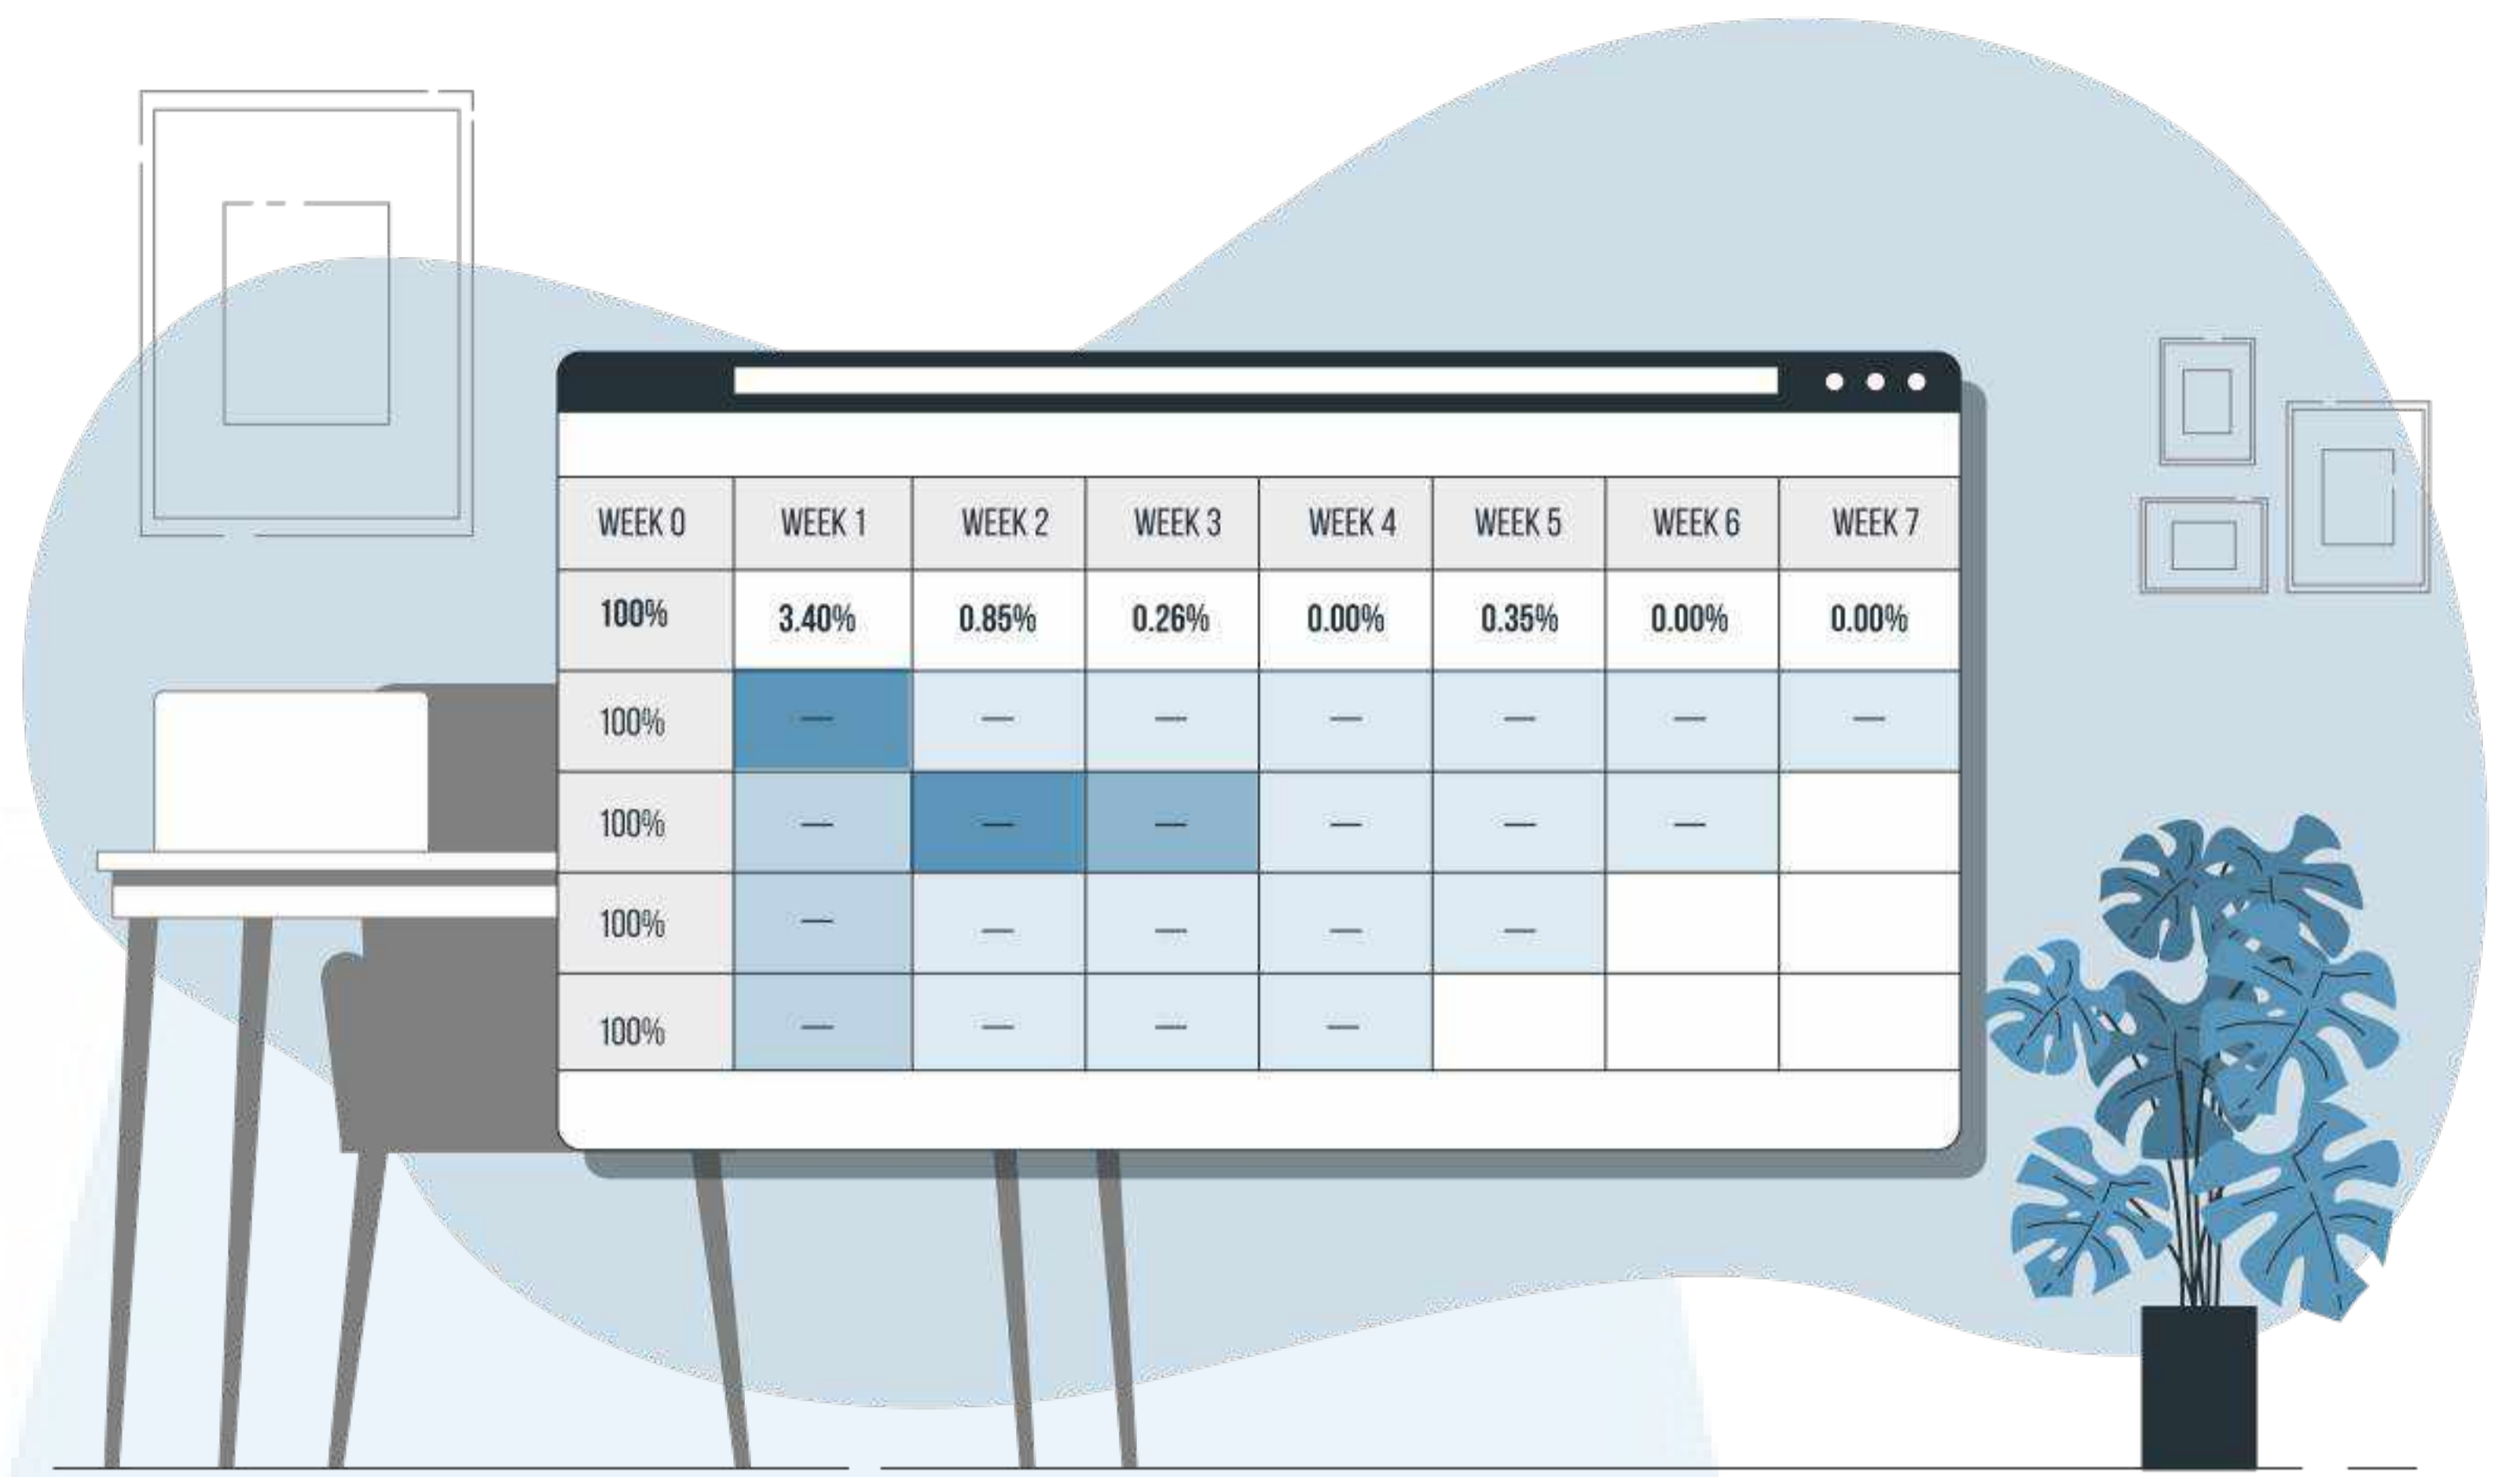 WEEK 0 WEEK 1 WEEK 2 WEEK 3 WEEK 4 WEEK 5 WEEK 6 WEEK 7
100% 3.40% 0.85% 0.26% 0.00% 0.35% 0.00% 0.00%
100% — — — — — — —
100% — — — — — —
100% — — — — —
100% — — — —